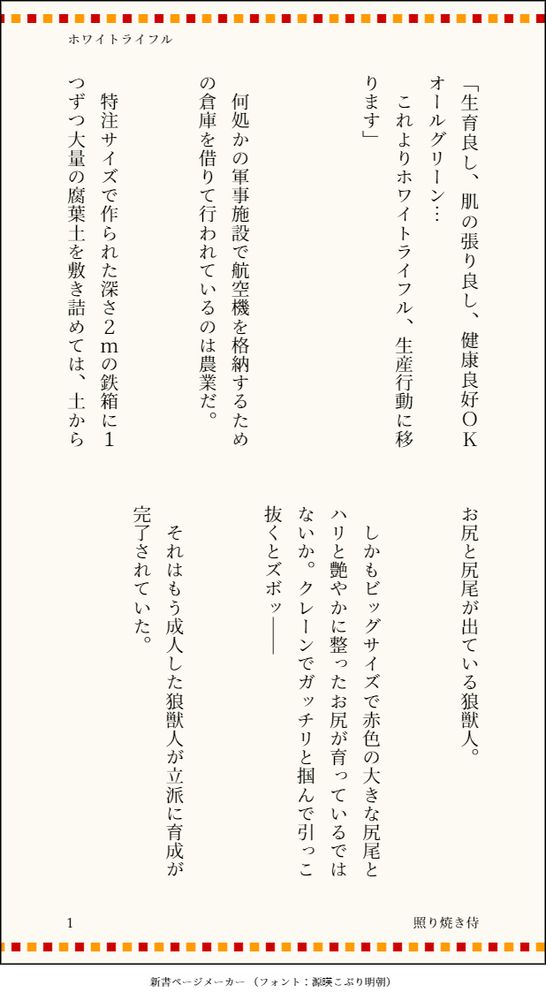 ホワイトライフル
「生育良し、肌の張り良し、健康良好ＯＫ
オールグリーン…
　これよりホワイトライフル、生産行動に移
ります」
　何処かの軍事施設で航空機を格納するため
の倉庫を借りて行われているのは農業だ。
　特注サイズで作られた深さ２ｍの鉄箱に１
つずつ大量の腐葉土を敷き詰めては、土から
お尻と尻尾が出ている狼獣人。
　しかもビッグサイズで赤色の大きな尻尾と
ハリと艶やかに整ったお尻が育っているでは
ないか。クレーンでガッチリと掴んで引っこ
抜くとズボッ――
　それはもう成人した狼獣人が立派に育成が
完了されていた。
1
照り焼き侍
新書ページメーカー（フォント：源暎こぶり明朝）